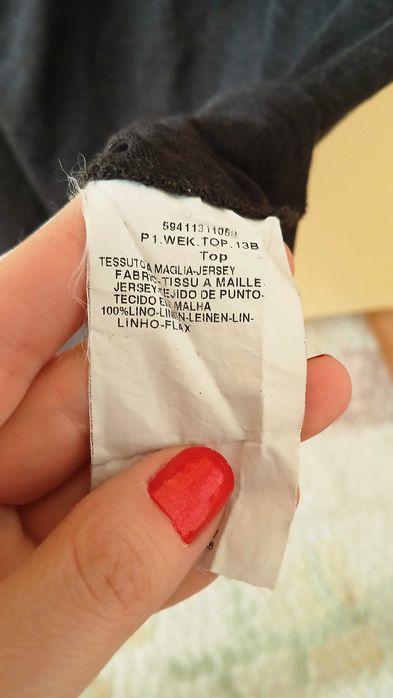 59411311060
P1.WEK.TOP.13B
Top
TESSUTO A MAGLIA-JERSEY
FABRIC-TISSU A MAILLE-
JERSEY-TEJIDO DE PUNTO-
TECIDO EM MALHA
100%LINO-LINEN-LEINEN-LIN-
LINHO-FLAX